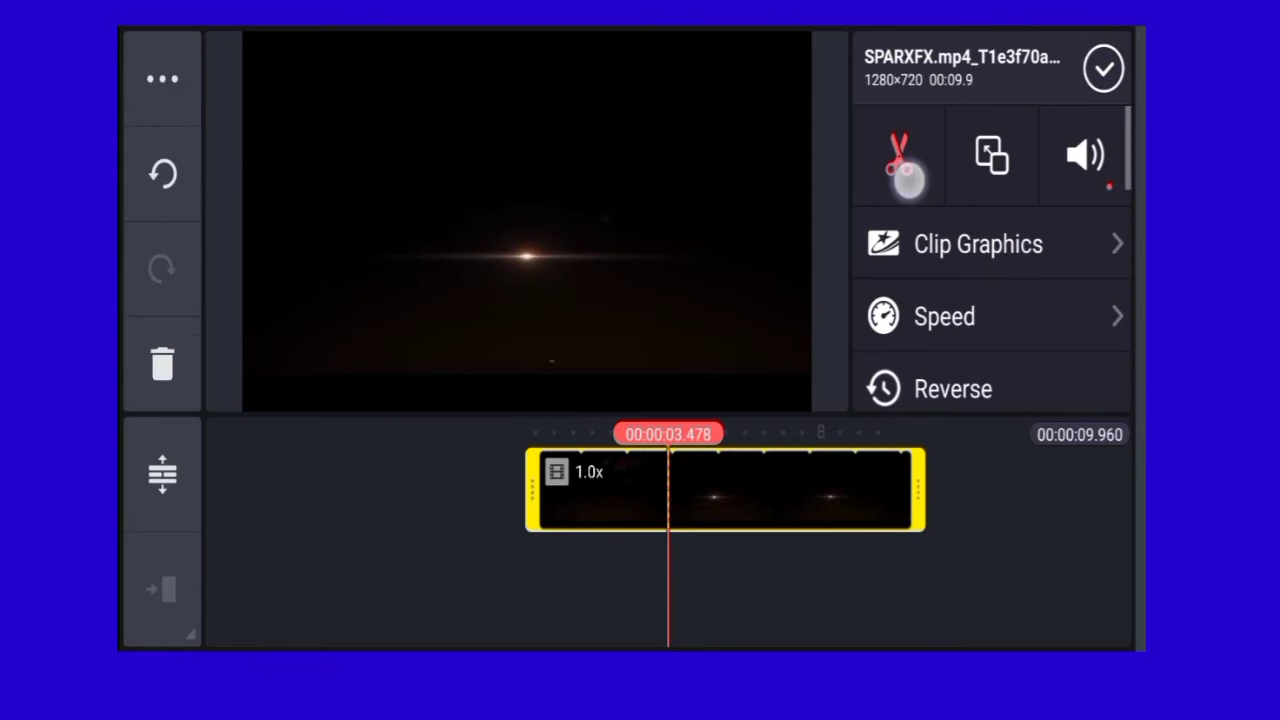 SPARXFX.mp4_T1e3f70a...
1280×720 00:09.9
Clip Graphics
Speed
Reverse
00:00:03.478
8
00:00:09.960
1.0x